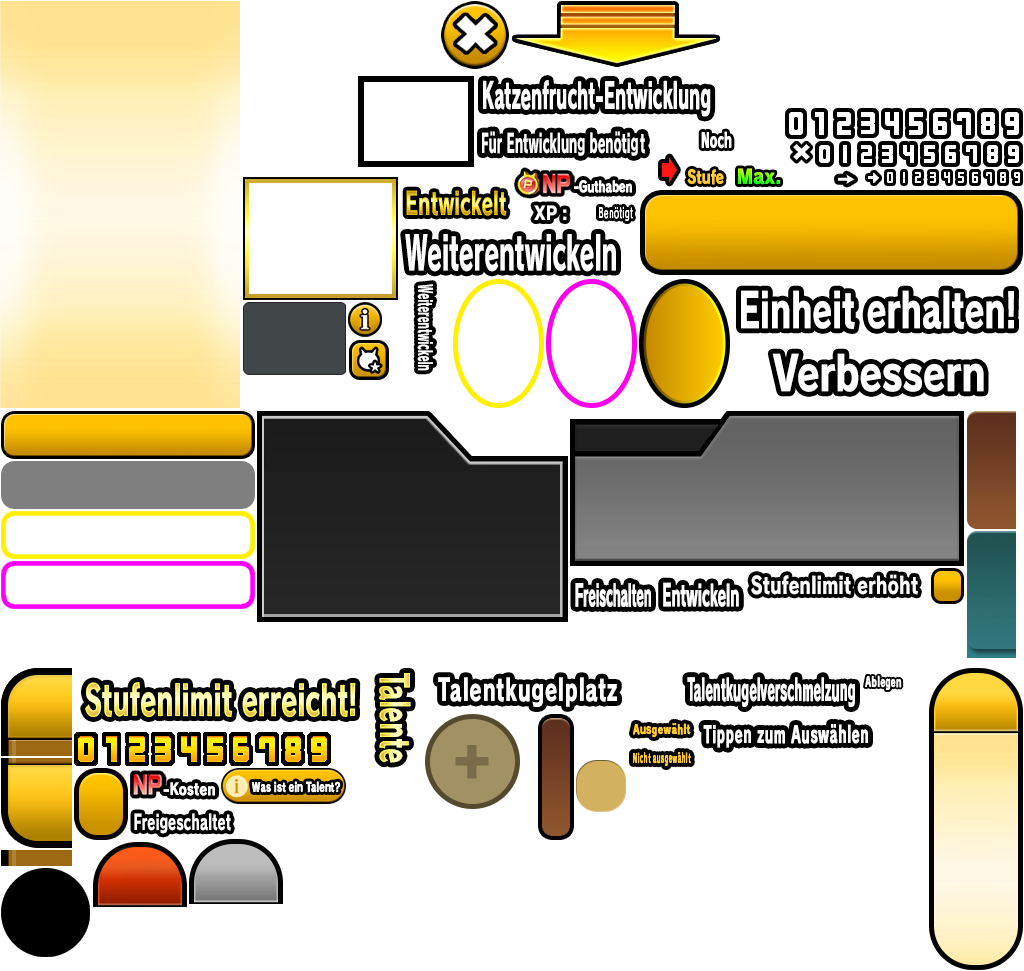 Katzenfrucht-Entwicklung
Für Entwicklung benötigt
Noch
0123456789
×0123456789
→ →0123456789
Stufe Max.
NP-Guthaben
Entwickelt
XP:
Benötigt
Weiterentwickeln
Weiterentwickeln
Einheit erhalten!
Verbessern
Freischalten
Entwickeln
Stufenlimit erhöht
Stufenlimit erreicht!
0123456789
Talente
Talentkugelplatz
Talentkugelverschmelzung
Ablegen
Ausgewählt
Tippen zum Auswählen
Nicht ausgewählt
NP-Kosten
i Was ist ein Talent?
Freigeschaltet